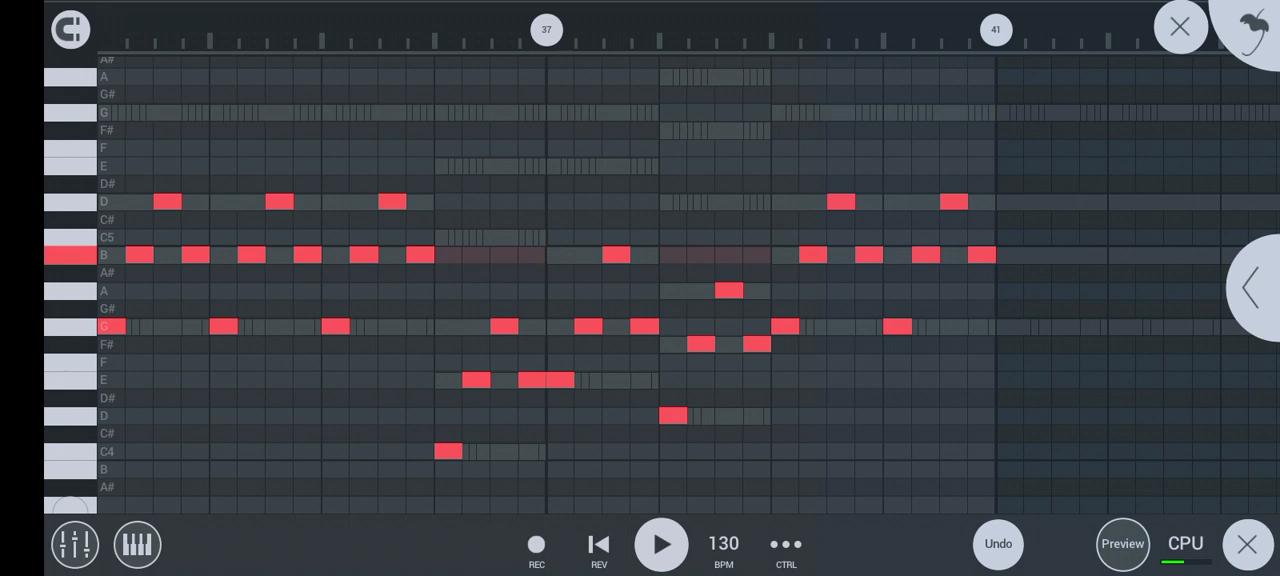 37
41
A#
A
G#
G
F#
F
E
D#
D
C#
C5
B
A#
A
G#
G
F#
F
E
D#
D
C#
C4
B
A#
REC
REV
130
BPM
CTRL
Undo
Preview
CPU